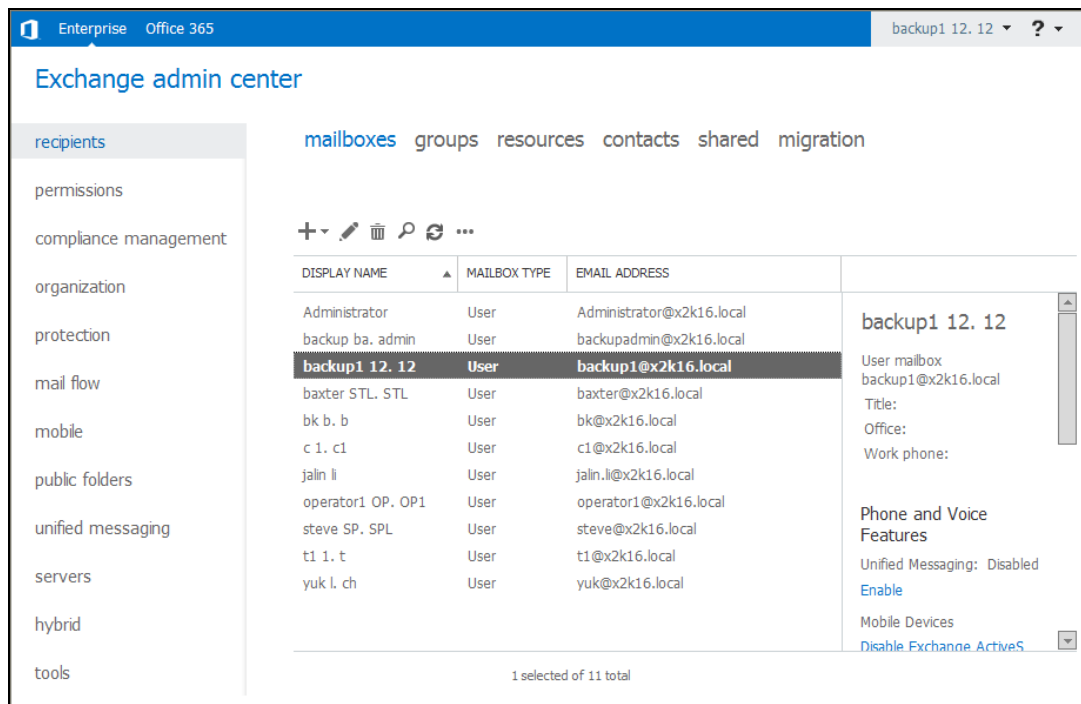 Enterprise Office 365 backup1 12. 12 ?
Exchange admin center
recipients
permissions
compliance management
organization
protection
mail flow
mobile
public folders
unified messaging
servers
hybrid
tools
mailboxes groups resources contacts shared migration
DISPLAY NAME MAILBOX TYPE EMAIL ADDRESS
Administrator User Administrator@x2k16.local
backup ba. admin User backupadmin@x2k16.local
backup1 12. 12 User backup1@x2k16.local
baxter STL. STL User baxter@x2k16.local
bk b. b User bk@x2k16.local
c 1. c1 User c1@x2k16.local
jalin li User jalin.li@x2k16.local
operator1 OP. OP1 User operator1@x2k16.local
steve SP. SPL User steve@x2k16.local
t1 1. t User t1@x2k16.local
yuk l. ch User yuk@x2k16.local
1 selected of 11 total
backup1 12. 12
User mailbox
backup1@x2k16.local
Title:
Office:
Work phone:
Phone and Voice
Features
Unified Messaging: Disabled
Enable
Mobile Devices
Disable Exchange ActiveS